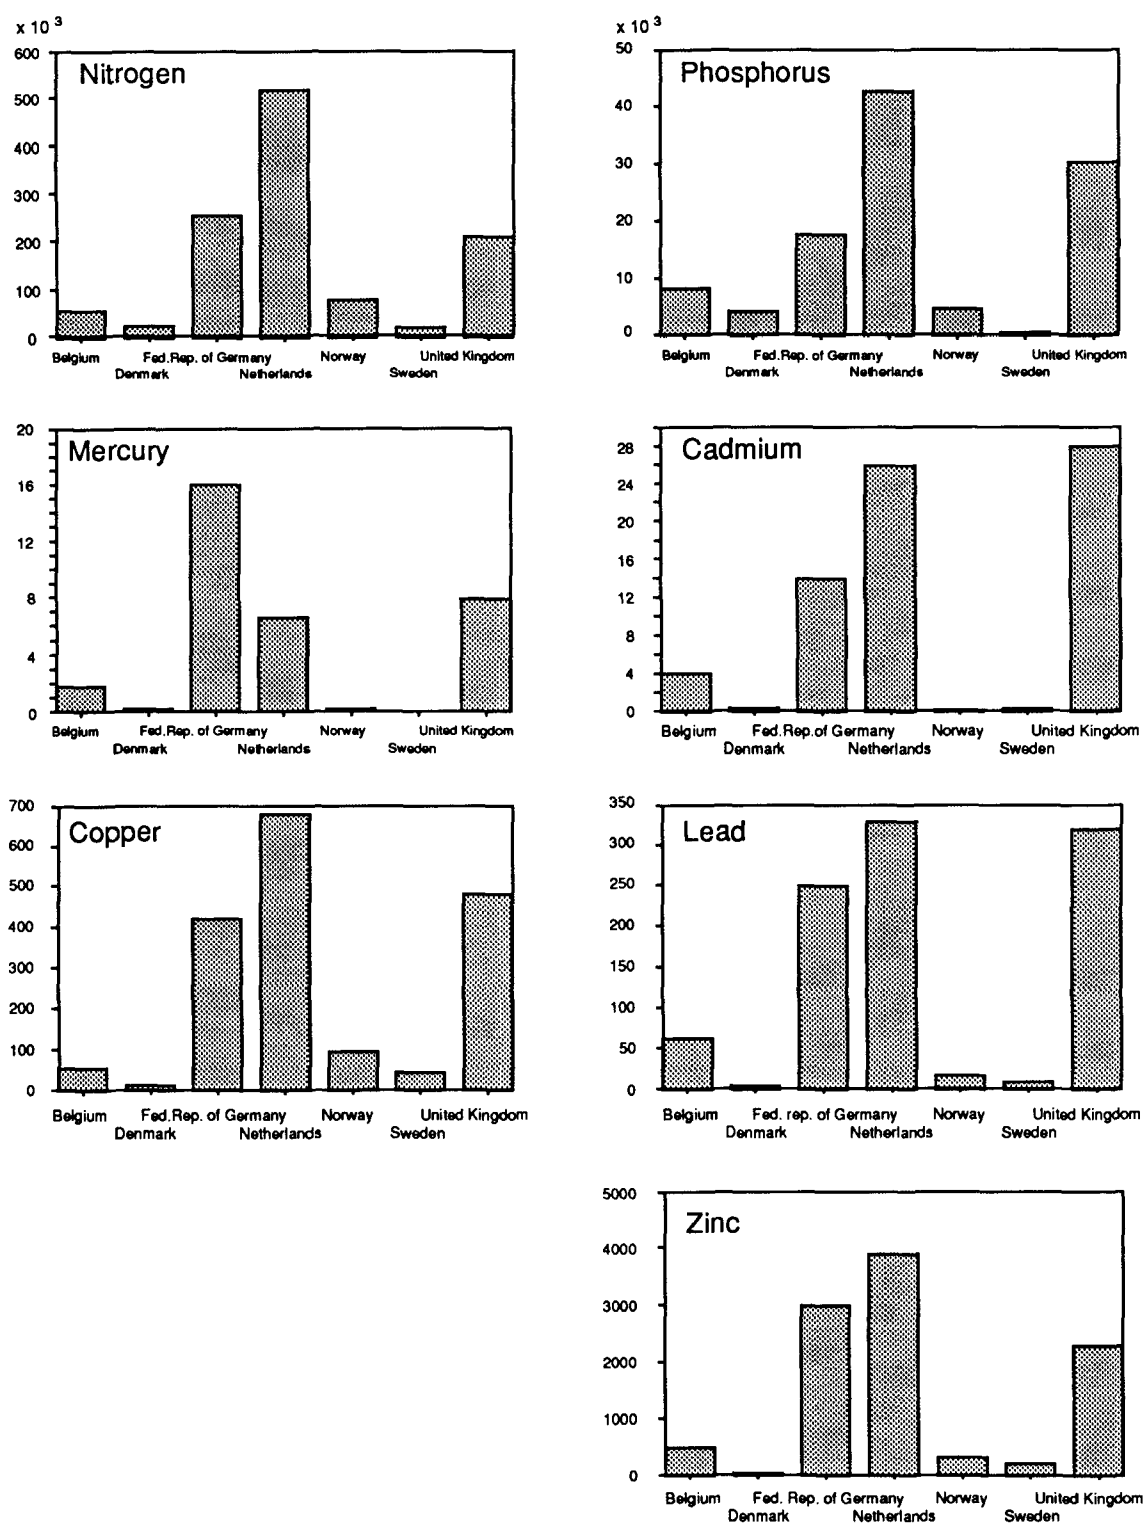 x 10 3
600
Nitrogen
500
400
300
200
100
0
Belgium Fed.Rep. of Germany Norway United Kingdom
Denmark Netherlands Sweden
x 10 3
50
Phosphorus
40
30
20
10
0
Belgium Fed.Rep. of Germany Norway United Kingdom
Denmark Netherlands Sweden
20
Mercury
16
12
8
4
0
Belgium Fed.Rep. of Germany Norway United Kingdom
Denmark Netherlands Sweden
Cadmium
28
24
20
16
12
8
4
0
Belgium Fed.Rep. of Germany Norway United Kingdom
Denmark Netherlands Sweden
700
Copper
600
500
400
300
200
100
0
Belgium Fed.Rep. of Germany Norway United Kingdom
Denmark Netherlands Sweden
350
Lead
300
250
200
150
100
50
0
Belgium Fed. rep. of Germany Norway United Kingdom
Denmark Netherlands Sweden
5000
Zinc
4000
3000
2000
1000
0
Belgium Fed. Rep. of Germany Norway United Kingdom
Denmark Netherlands Sweden